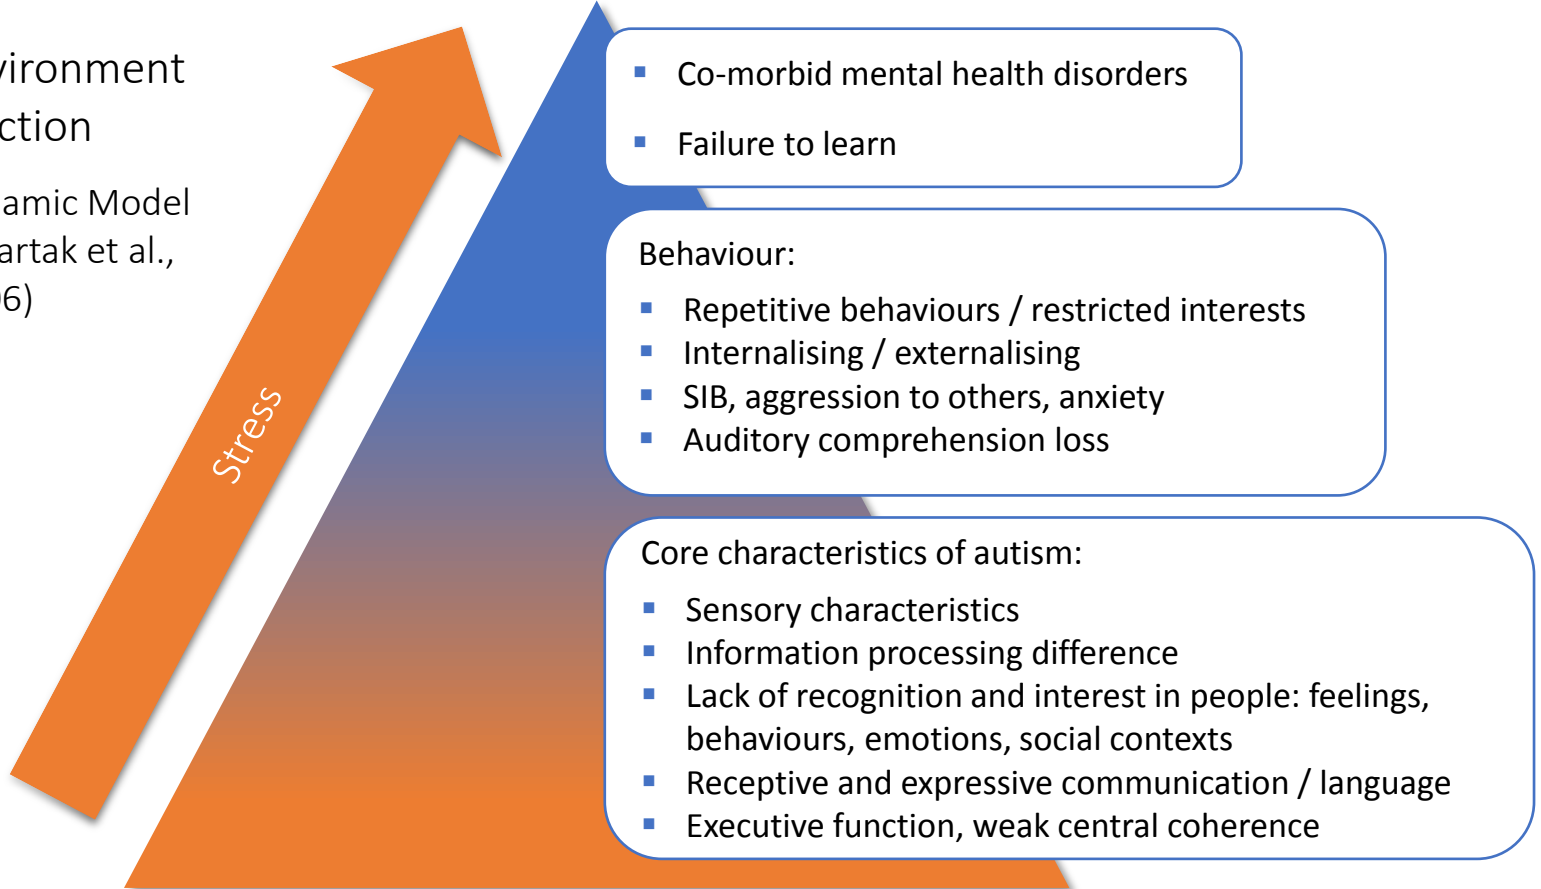 vironment
ction
amic Model
artak et al.,
6)
Stress
Co-morbid mental health disorders
Failure to learn
Behaviour:
Repetitive behaviours / restricted interests
Internalising / externalising
SIB, aggression to others, anxiety
Auditory comprehension loss
Core characteristics of autism:
Sensory characteristics
Information processing difference
Lack of recognition and interest in people: feelings,
behaviours, emotions, social contexts
Receptive and expressive communication / language
Executive function, weak central coherence